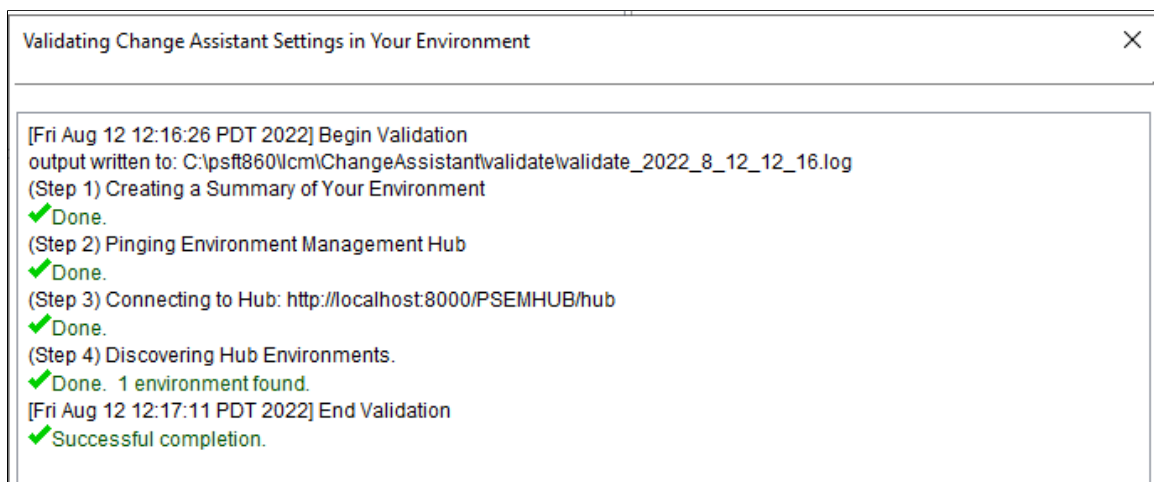 Validating Change Assistant Settings in Your Environment
[Fri Aug 12 12:16:26 PDT 2022] Begin Validation
output written to: C:\psft860\lcm\ChangeAssistant\validate\validate_2022_8_12_12_16.log
(Step 1) Creating a Summary of Your Environment
✔Done.
(Step 2) Pinging Environment Management Hub
✔Done.
(Step 3) Connecting to Hub: http://localhost:8000/PSEMHUB/hub
✔Done.
(Step 4) Discovering Hub Environments.
✔Done.  1 environment found.
[Fri Aug 12 12:17:11 PDT 2022] End Validation
✔Successful completion.